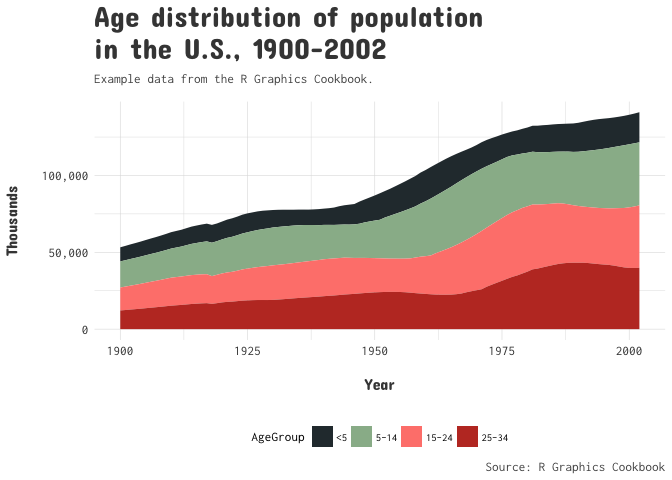 Age distribution of population
in the U.S., 1900-2002
Example data from the R Graphics Cookbook.
Thousands
100,000
50,000
0
1900 1925 1950 1975 2000
Year
AgeGroup <5 5-14 15-24 25-34
Source: R Graphics Cookbook